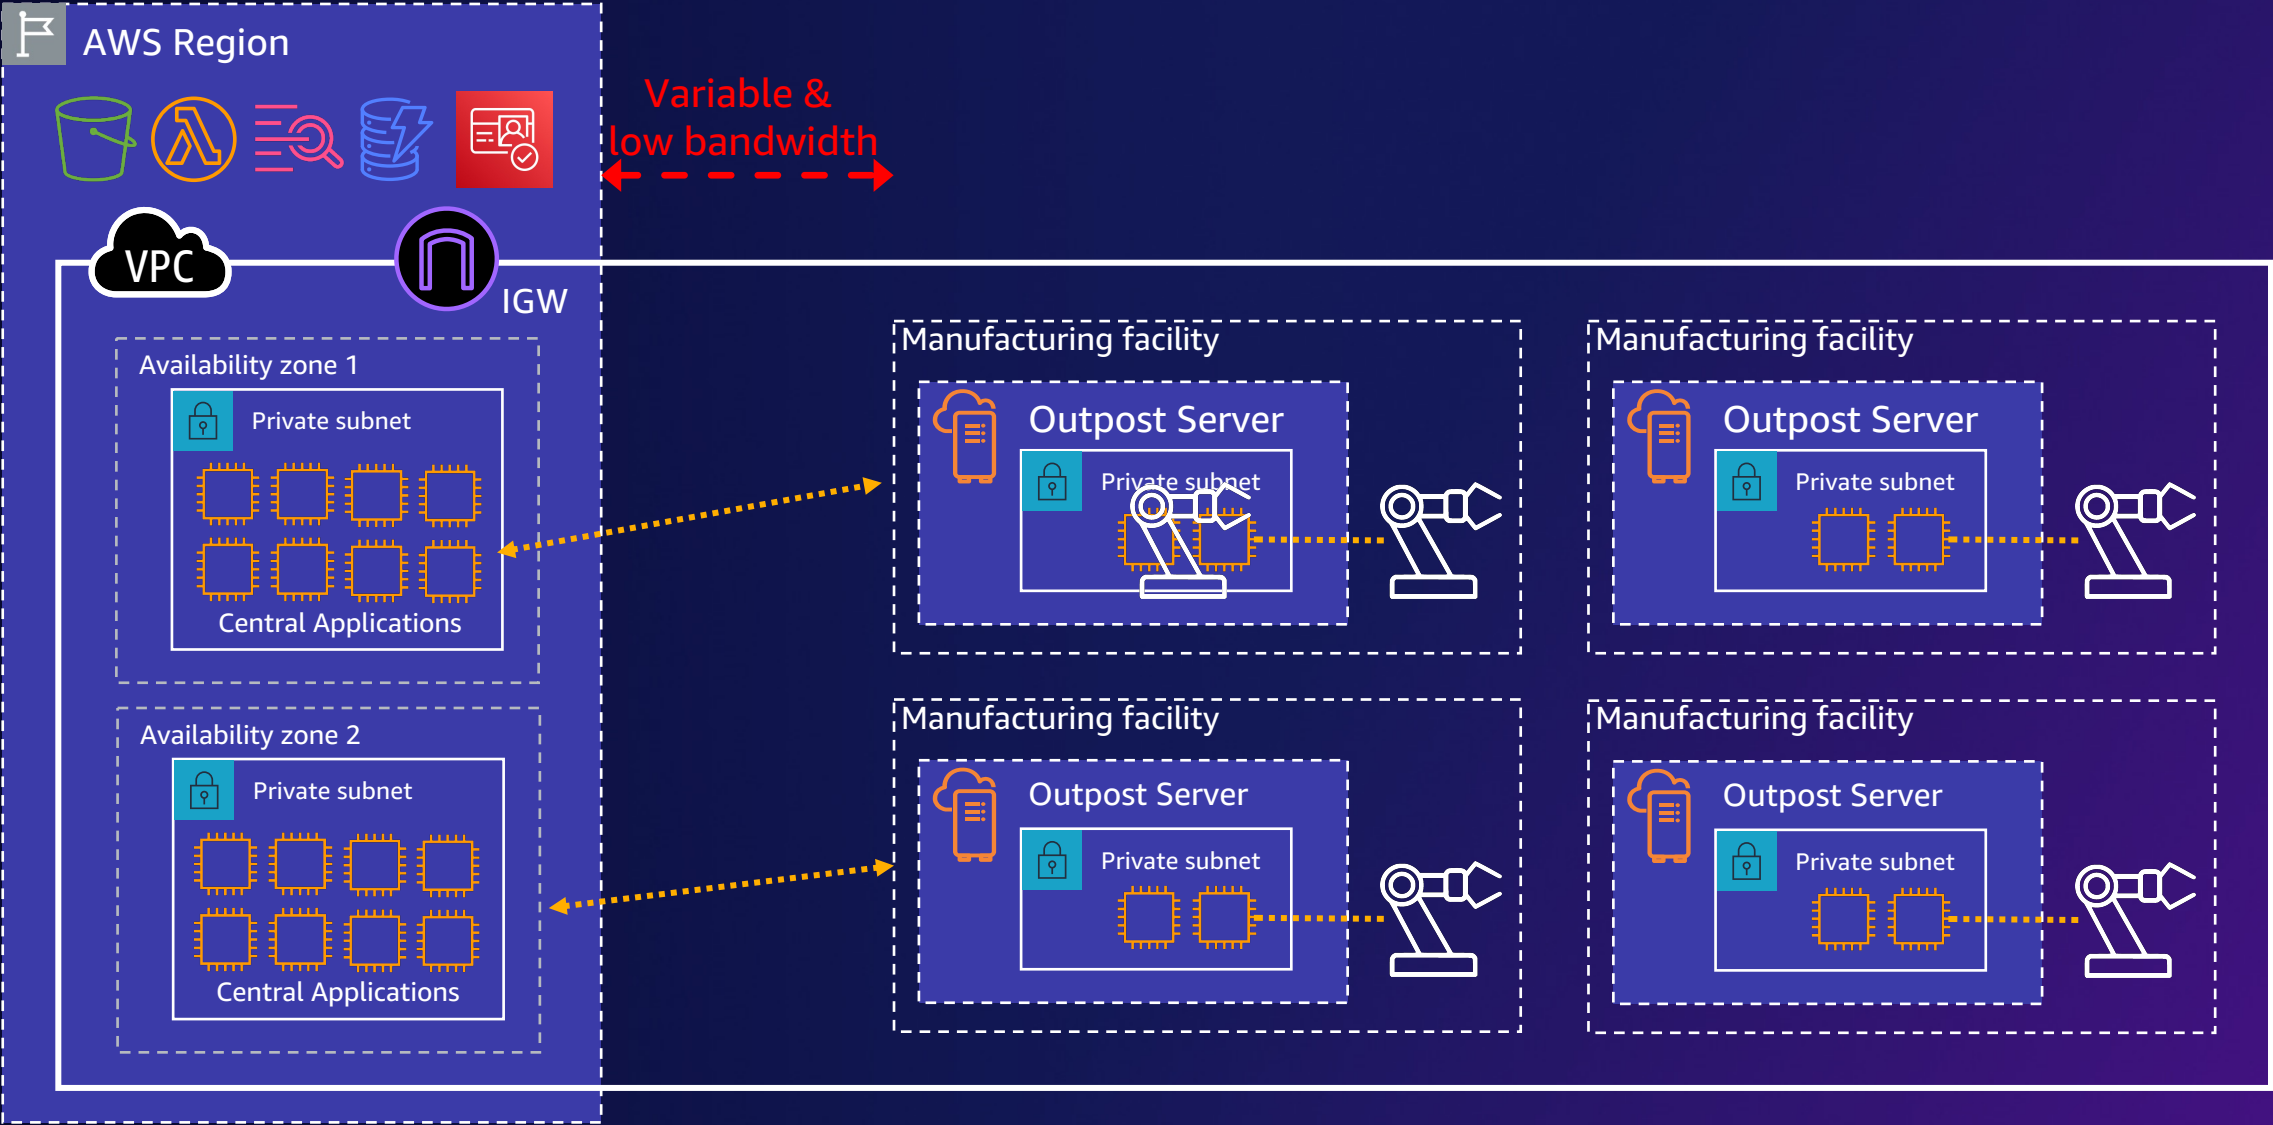 AWS Region
Variable &
low bandwidth
VPC
IGW
Availability zone 1
Private subnet
Central Applications
Availability zone 2
Private subnet
Central Applications
Manufacturing facility
Outpost Server
Private subnet
Manufacturing facility
Outpost Server
Private subnet
Manufacturing facility
Outpost Server
Private subnet
Manufacturing facility
Outpost Server
Private subnet